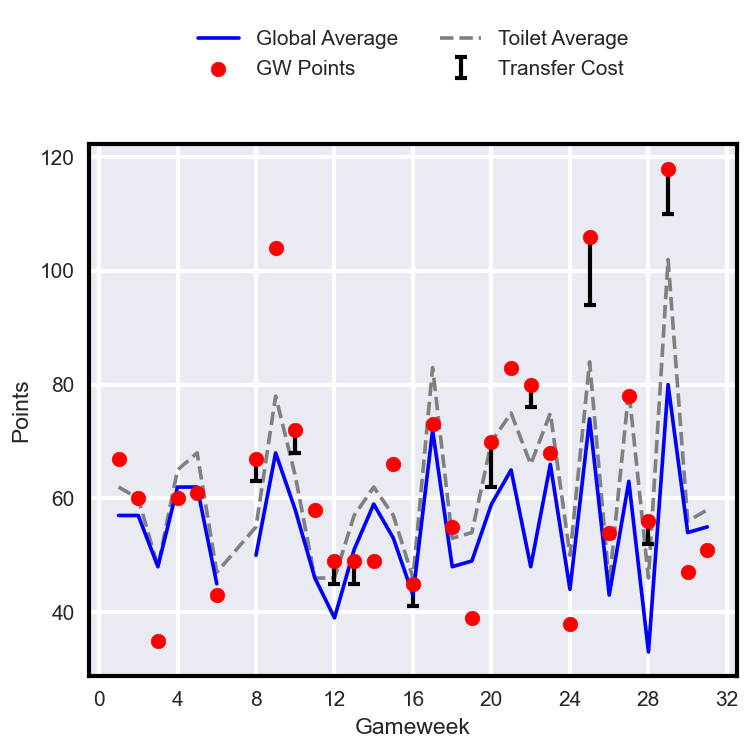 Global Average
Toilet Average
GW Points
Transfer Cost
120
100
80
60
40
Points
0 4 8 12 16 20 24 28 32
Gameweek